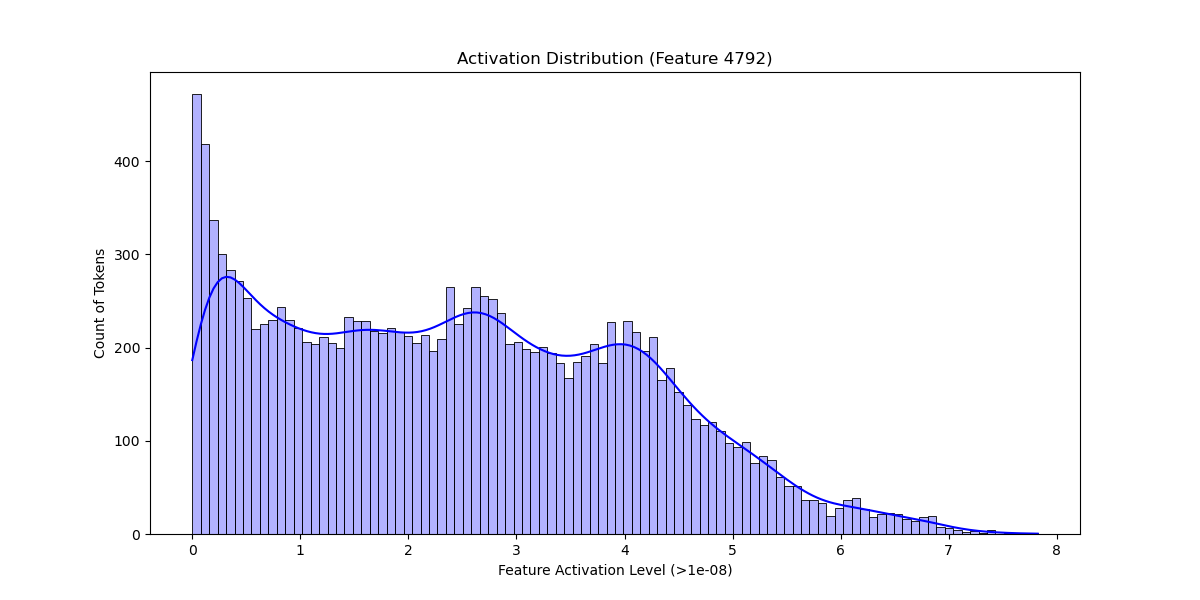 Activation Distribution (Feature 4792)
Count of Tokens
400
300
200
100
0
0 1 2 3 4 5 6 7 8
Feature Activation Level (>1e-08)